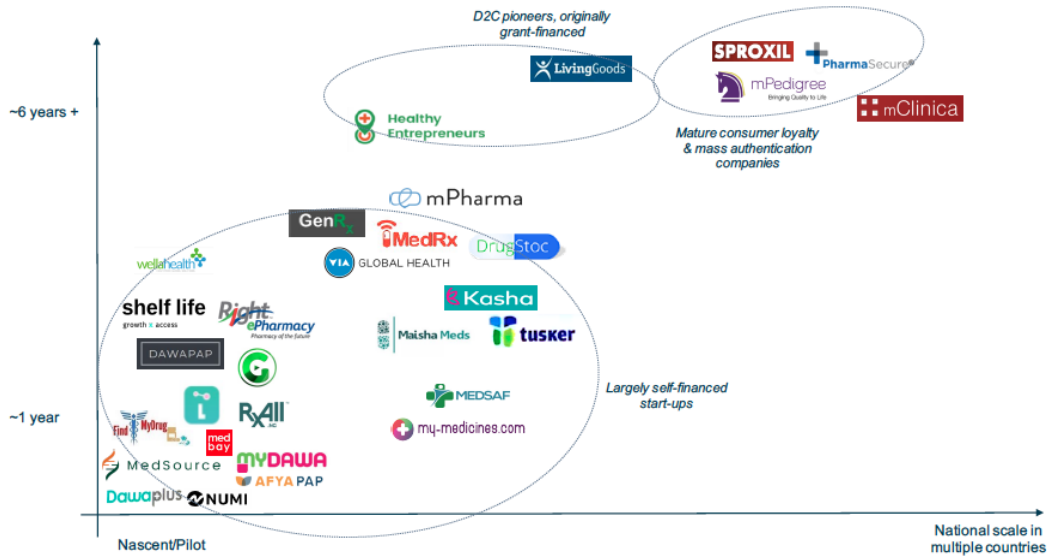 D2C pioneers, originally
grant-financed
LivingGoods
SPROXIL
PharmaSecure®
mPedigree
Bringing Quality to Life
mClinica
~6 years +
Healthy
Entrepreneurs
Mature consumer loyalty
& mass authentication
companies
mPharma
GenRx
iMedRx
DrugStoc
wellahealth
VIA GLOBAL HEALTH
Kasha
shelf life
growth x access
Right
ePharmacy
Pharmacy of the future
Maisha Meds
tusker
DAWAPAP
G
Largely self-financed
start-ups
MEDSAF
~1 year
L
RxAll
Find MyDrug
my-medicines.com
med
bay
MedSource
MYDAWA
AFYA PAP
Dawaplus
NUMI
Nascent/Pilot
National scale in
multiple countries